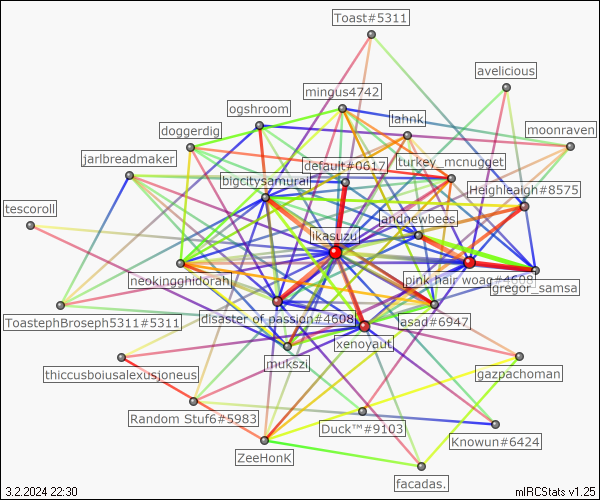 Toast#5311
avelicious
mingus4742
ogshroom
lahnk
doggerdig
moonraven
jarlbreadmaker
default#0617
turkey_mcnugget
bigcitysamurai
Heighleaigh#8575
tescoroll
andnewbees
jikasuzu
neokingghidorah
pink hair woao#4608
gregor_samsa
ToastephBroseph5311#5311
disaster of passion#4608
asad#6947
xenoyaut
mukszi
thiccusboiusalexusjoneus
gazpachoman
Random Stuf6#5983
Duck™#9103
Knowun#6424
ZeeHonK
facadas.
3.2.2024 22:30
mIRCStats v1.25